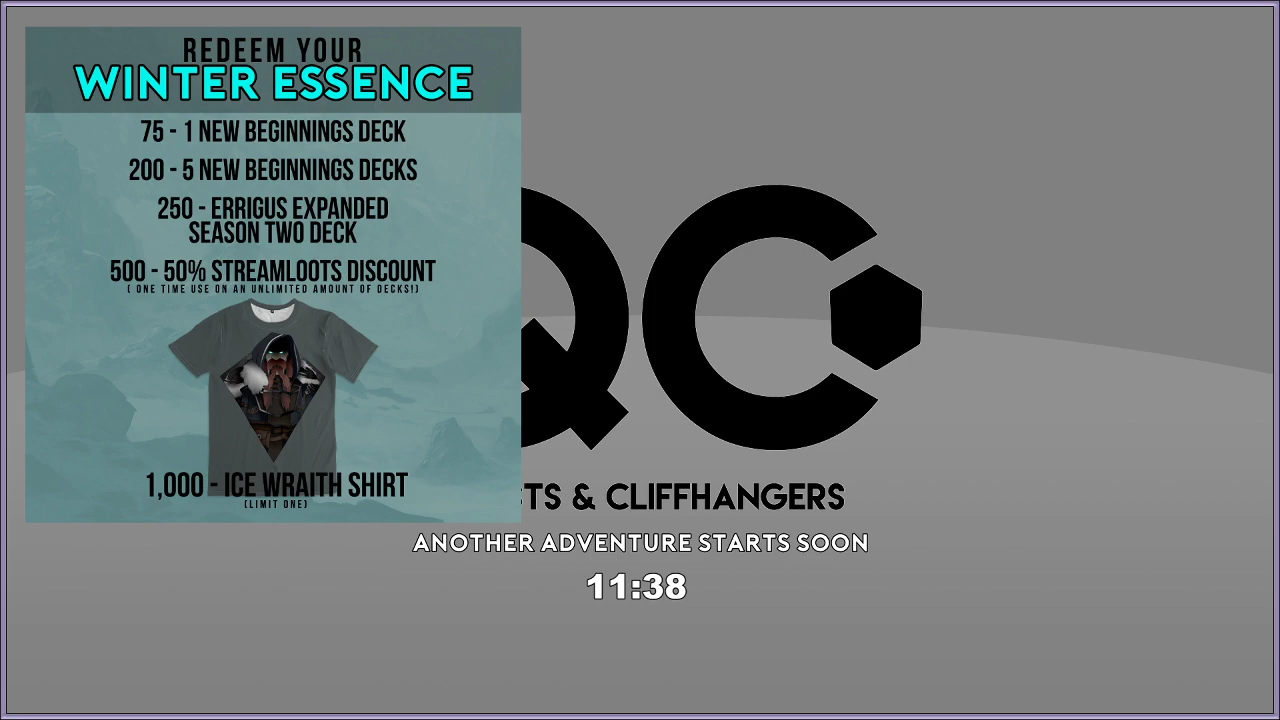 REDEEM YOUR
WINTER ESSENCE
75 - 1 NEW BEGINNINGS DECK
200 - 5 NEW BEGINNINGS DECKS
250 - ERRIGUS EXPANDED
SEASON TWO DECK
500 - 50% STREAMLOOTS DISCOUNT
( ONE TIME USE ON AN UNLIMITED AMOUNT OF DECKS!)
1,000 - ICE WRAITH SHIRT
(LIMIT ONE)
QC
STS & CLIFFHANGERS
ANOTHER ADVENTURE STARTS SOON
11:38